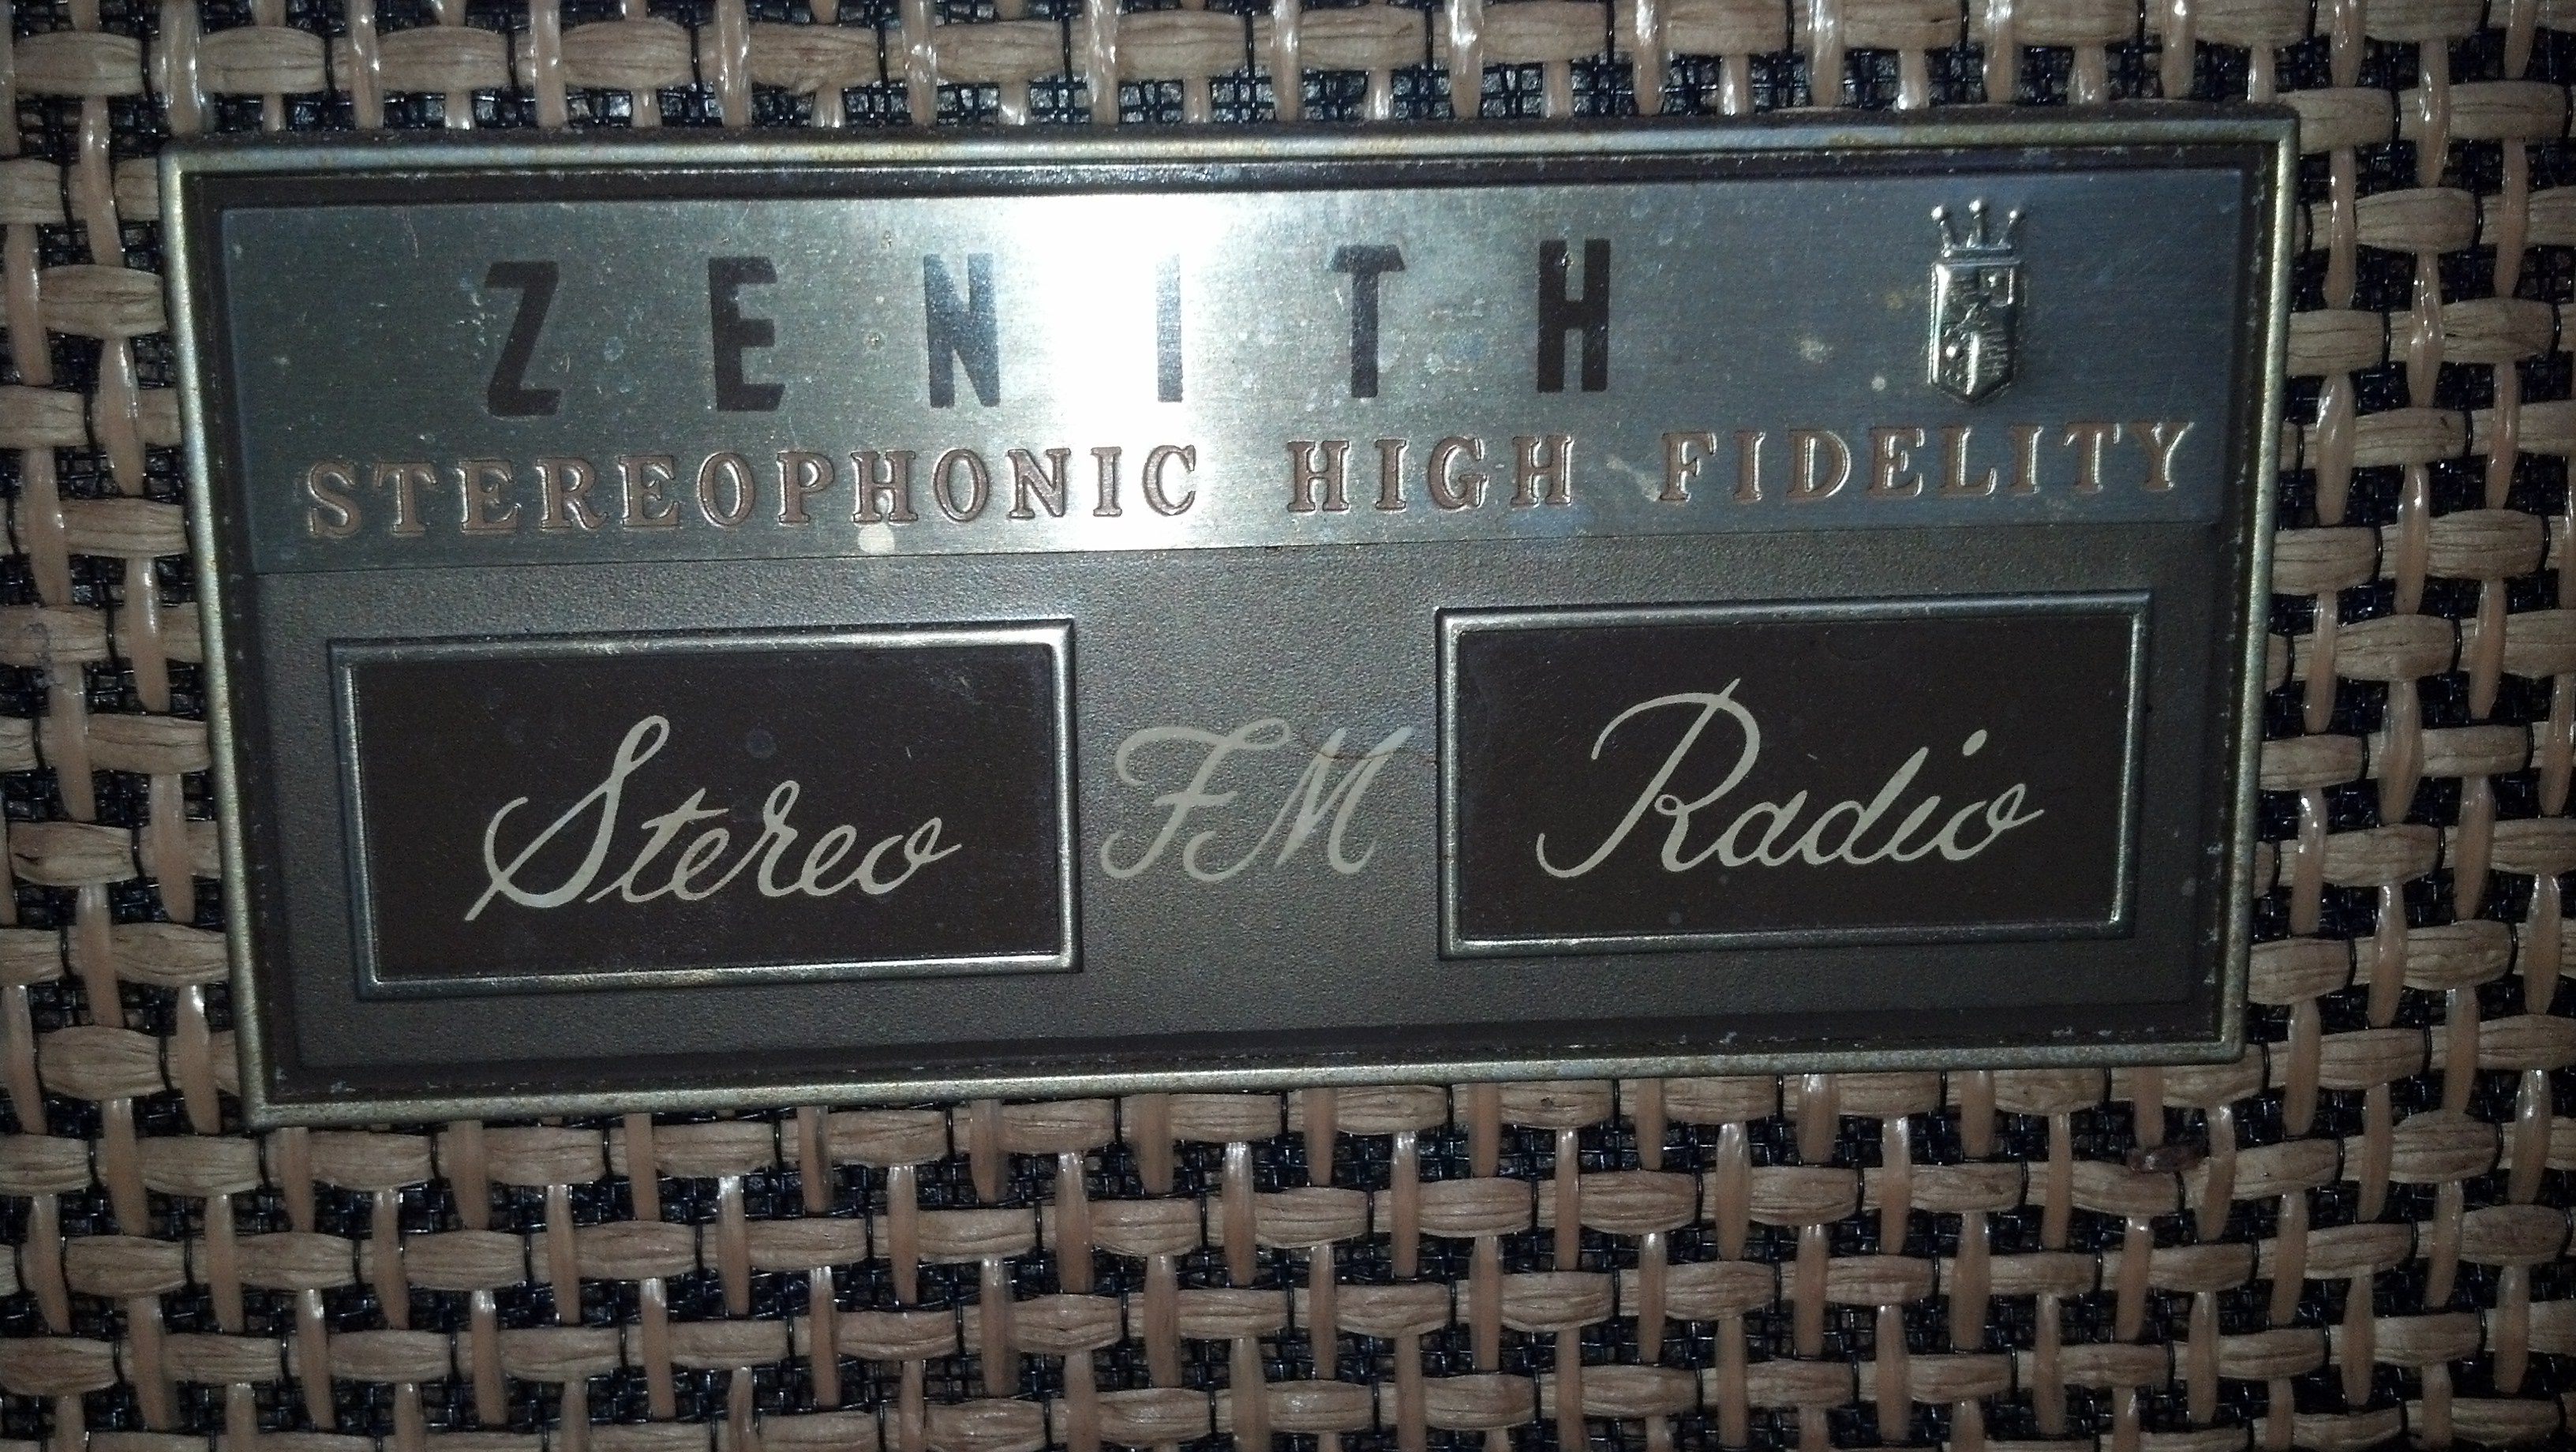 ZENITH
STEREOPHONIC HIGH FIDELITY
Stereo FM Radio